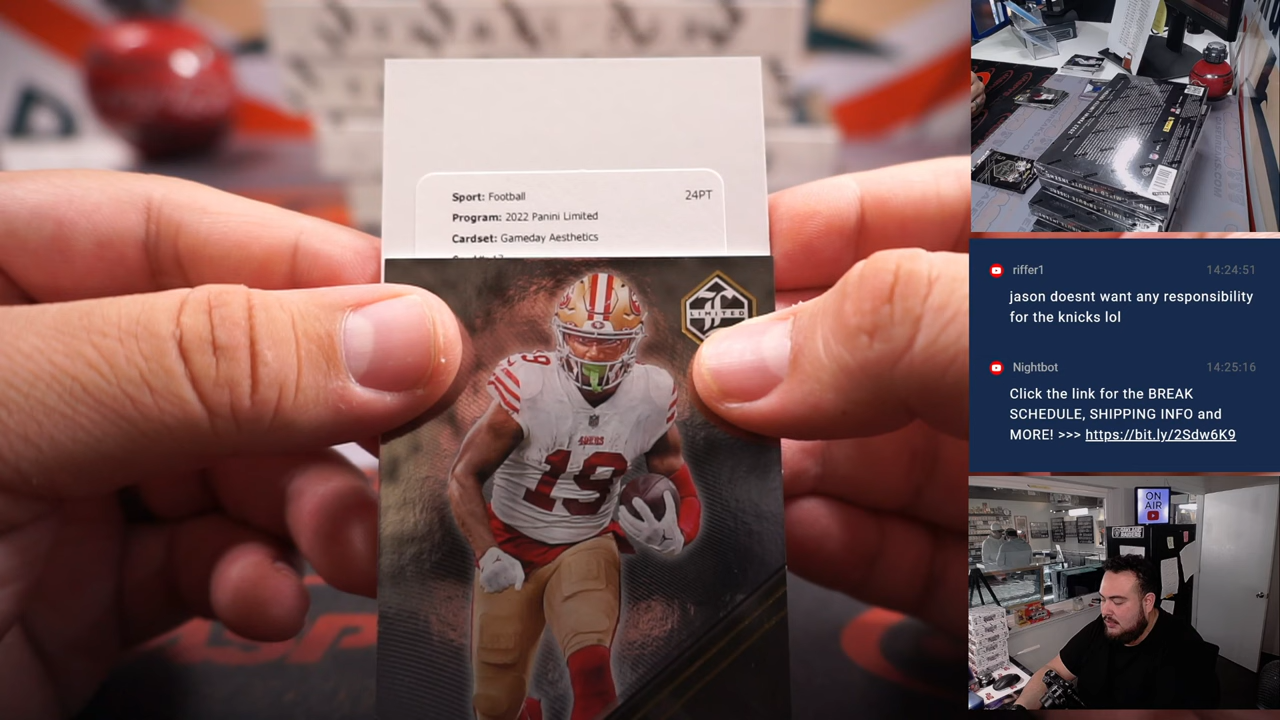 Sport: Football
24PT
Program: 2022 Panini Limited
Cardset: Gameday Aesthetics
LIMITED
19
49ERS
19
riffer1
14:24:51
jason doesnt want any responsibility
for the knicks lol
Nightbot
14:25:16
Click the link for the BREAK
SCHEDULE, SHIPPING INFO and
MORE! >>> https://bit.ly/2Sdw6K9
ON
AIR